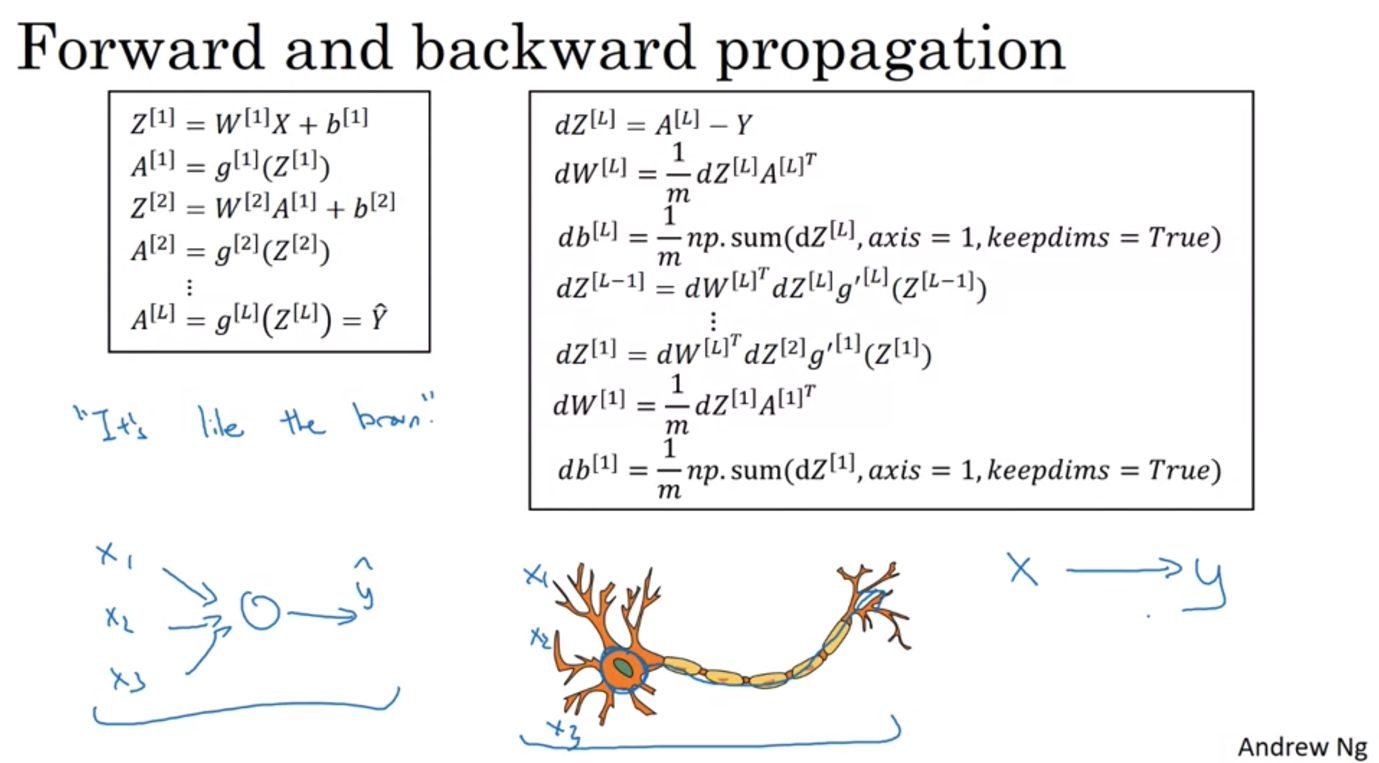 Forward and backward propagation
Z^[1] = W^[1]X + b^[1]
A^[1] = g^[1](Z^[1])
Z^[2] = W^[2]A^[1] + b^[2]
A^[2] = g^[2](Z^[2])
⋮
A^[L] = g^[L](Z^[L]) = Ŷ
dZ^[L] = A^[L] − Y
dW^[L] = 1/m dZ^[L]A^[L]^T
db^[L] = 1/m np.sum(dZ^[L], axis = 1, keepdims = True)
dZ^[L−1] = dW^[L]^T dZ^[L]g′^[L](Z^[L−1])
⋮
dZ^[1] = dW^[L]^T dZ^[2]g′^[1](Z^[1])
dW^[1] = 1/m dZ^[1]A^[1]^T
db^[1] = 1/m np.sum(dZ^[1], axis = 1, keepdims = True)
"It's like the brain."
x1
x2
x3
ŷ
x1
x2
x3
x → y
Andrew Ng